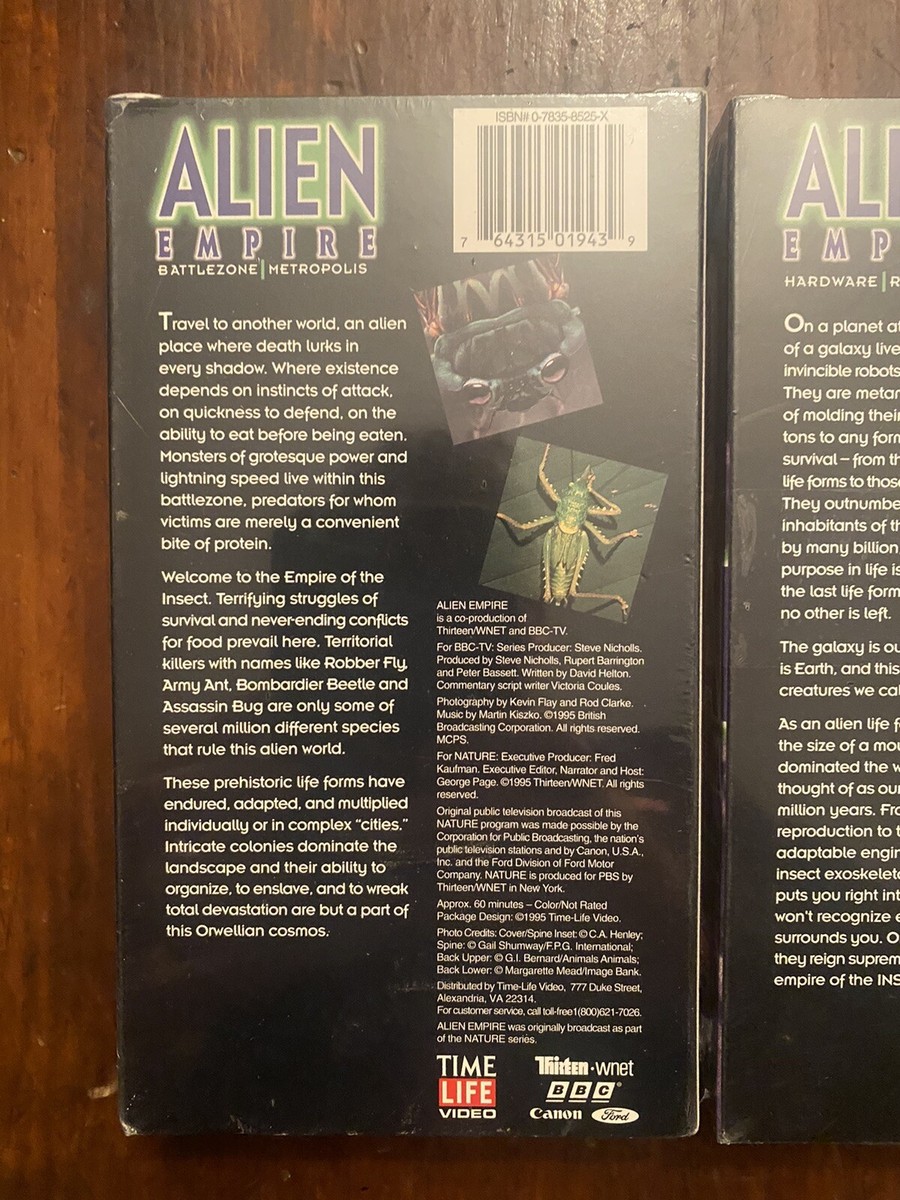 ALIEN
EMPIRE
BATTLEZONE | METROPOLIS
ISBN# 0-7835-8525-X
7
7 64315 01943 9
Travel to another world, an alien
place where death lurks in
every shadow. Where existence
depends on instincts of attack,
on quickness to defend, on the
ability to eat before being eaten.
Monsters of grotesque power and
lightning speed live within this
battlezone, predators for whom
victims are merely a convenient
bite of protein.
Welcome to the Empire of the
Insect. Terrifying struggles of
survival and never-ending conflicts
for food prevail here. Territorial
killers with names like Robber Fly,
Army Ant, Bombardier Beetle and
Assassin Bug are only some of
several million different species
that rule this alien world.
These prehistoric life forms have
endured, adapted, and multiplied
individually or in complex “cities.”
Intricate colonies dominate the
landscape and their ability to
organize, to enslave, and to wreak
total devastation are but a part of
this Orwellian cosmos.
ALIEN EMPIRE
is a co-production of
Thirteen/WNET and BBC-TV.
For BBC-TV: Series Producer: Steve Nicholls.
Produced by Steve Nicholls, Rupert Barrington
and Peter Bassett. Written by David Helton.
Commentary script writer Victoria Coules.
Photography by Kevin Flay and Rod Clarke.
Music by Martin Kiszko. ©1995 British
Broadcasting Corporation. All rights reserved.
MCPS.
For NATURE: Executive Producer: Fred
Kaufman. Executive Editor, Narrator and Host:
George Page. ©1995 Thirteen/WNET. All rights
reserved.
Original public television broadcast of this
NATURE program was made possible by the
Corporation for Public Broadcasting, the nation's
public television stations and by Canon, U.S.A.,
Inc. and the Ford Division of Ford Motor
Company. NATURE is produced for PBS by
Thirteen/WNET in New York.
Approx. 60 minutes – Color/Not Rated
Package Design: ©1995 Time-Life Video.
Photo Credits: Cover/Spine Inset: © C.A. Henley;
Spine: © Gail Shumway/F.P.G. International;
Back Upper: © G.I. Bernard/Animals Animals;
Back Lower: © Margarette Mead/Image Bank.
Distributed by Time-Life Video, 777 Duke Street,
Alexandria, VA 22314.
For customer service, call toll-free1(800)621-7026.
ALIEN EMPIRE was originally broadcast as part
of the NATURE series.
TIME
LIFE
VIDEO
Thirteen·wnet
BBC
Canon Ford
ALI
EMP
HARDWARE | R
On a planet at
of a galaxy live
invincible robots
They are metar
of molding their
tons to any form
survival – from th
life forms to those
They outnumbe
inhabitants of th
by many billion
purpose in life is
the last life form
no other is left.
The galaxy is ou
is Earth, and this
creatures we cal
As an alien life f
the size of a mou
dominated the w
thought of as our
million years. Fro
reproduction to t
adaptable engin
insect exoskeleto
puts you right int
won't recognize e
surrounds you. O
they reign suprem
empire of the INS